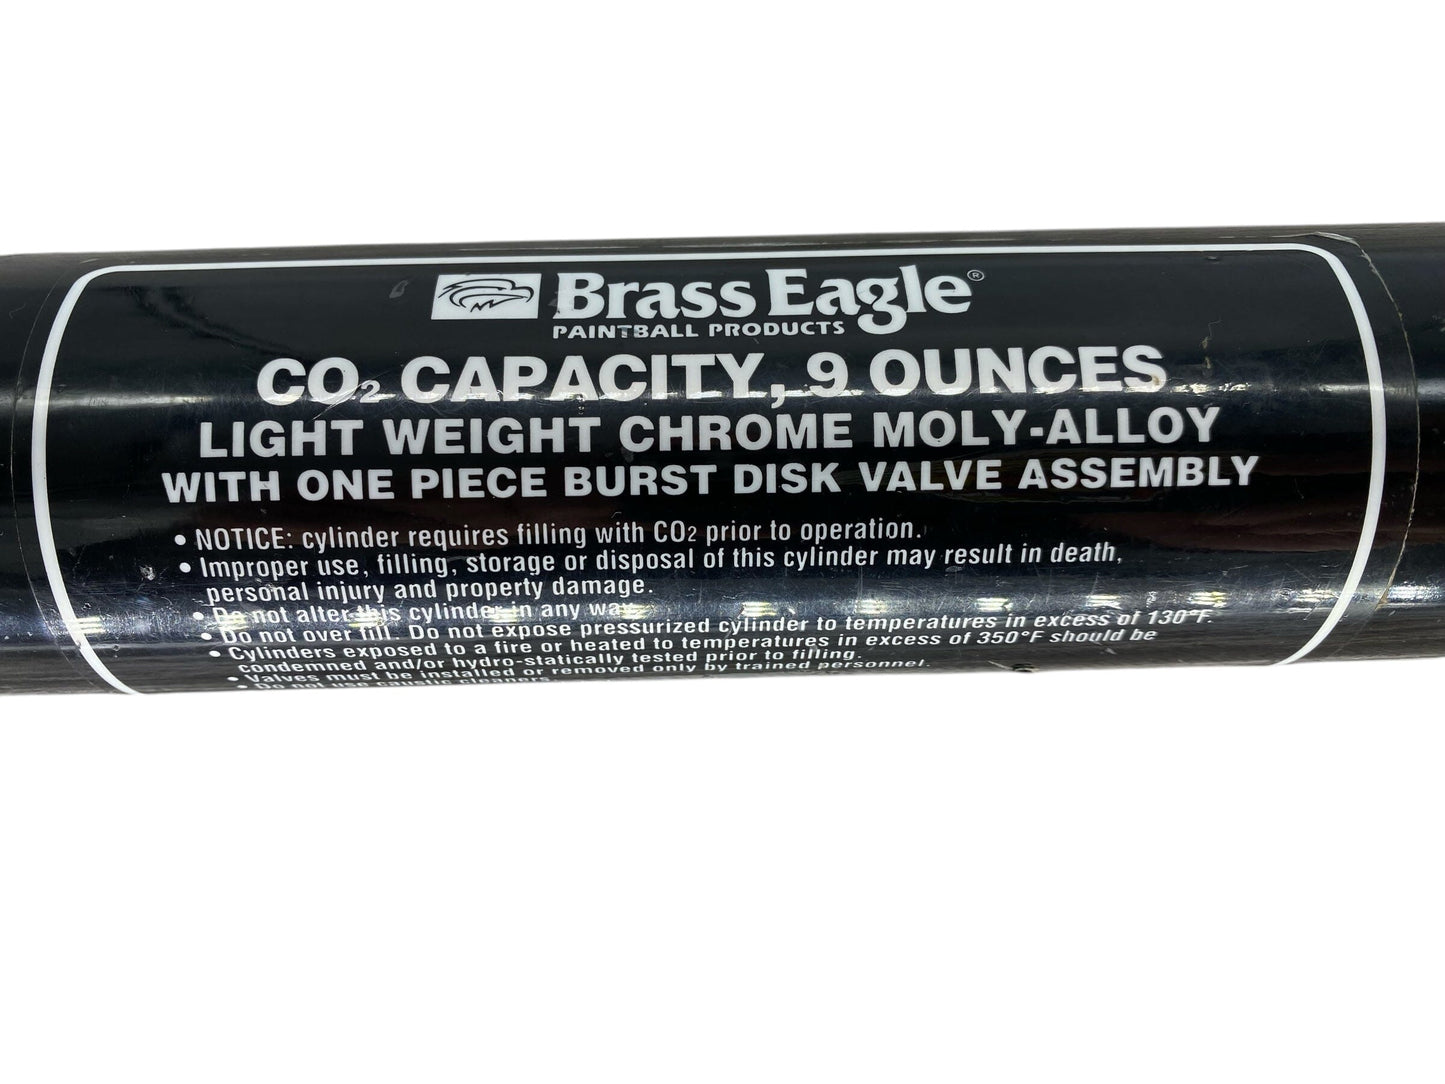 Brass Eagle®
PAINTBALL PRODUCTS
CO₂ CAPACITY, 9 OUNCES
LIGHT WEIGHT CHROME MOLY-ALLOY
WITH ONE PIECE BURST DISK VALVE ASSEMBLY
• NOTICE: cylinder requires filling with CO₂ prior to operation.
• Improper use, filling, storage or disposal of this cylinder may result in death,
personal injury and property damage.
• Do not alter this cylinder in any way.
• Do not over fill. Do not expose pressurized cylinder to temperatures in excess of 130°F.
• Cylinders exposed to a fire or heated to temperatures in excess of 350°F should be
condemned and/or hydro-statically tested prior to filling.
• Valves must be installed or removed only by trained personnel.
• Do not use caustic cleaners.